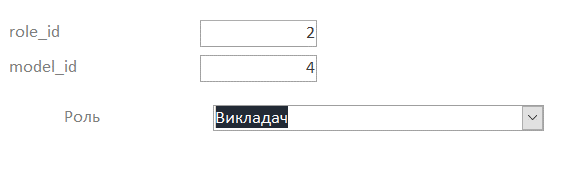 role_id 2
model_id 4
Роль Викладач